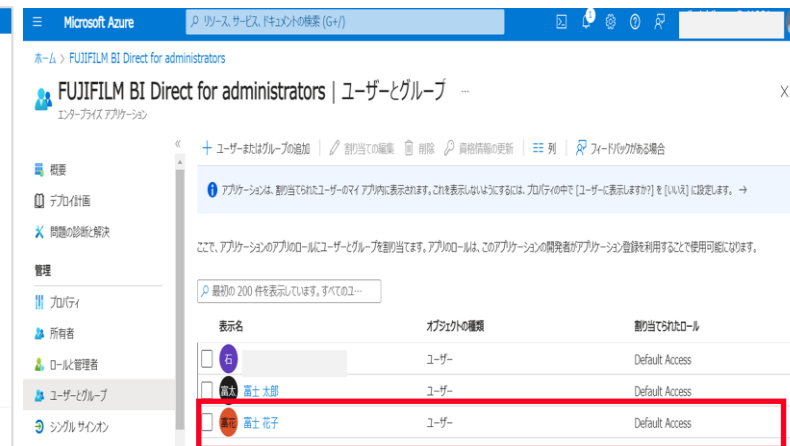 Microsoft Azure
リソース、サービス、ドキュメントの検索 (G+/)
1
ホーム > FUJIFILM BI Direct for administrators
FUJIFILM BI Direct for administrators | ユーザーとグループ ...
エンタープライズ アプリケーション
ユーザーまたはグループの追加 | 割り当ての編集 削除 資格情報の更新 | 列 | フィードバックがある場合
概要
デプロイ計画
問題の診断と解決
管理
プロパティ
所有者
ロールと管理者
ユーザーとグループ
シングル サインオン
アプリケーションは、割り当てられたユーザーのマイ アプリ内に表示されます。これを表示しないようにするには、プロパティの中で [ユーザーに表示しますか?] を [いいえ] に設定します。 →
ここで、アプリケーションのアプリのロールにユーザーとグループを割り当てます。アプリのロールは、このアプリケーションの開発者がアプリケーション登録を利用することで使用可能になります。
最初の 200 件を表示しています。すべてのユ...
表示名 オブジェクトの種類 割り当てられたロール
石 ユーザー Default Access
富太 富士 太郎 ユーザー Default Access
富花 富士 花子 ユーザー Default Access